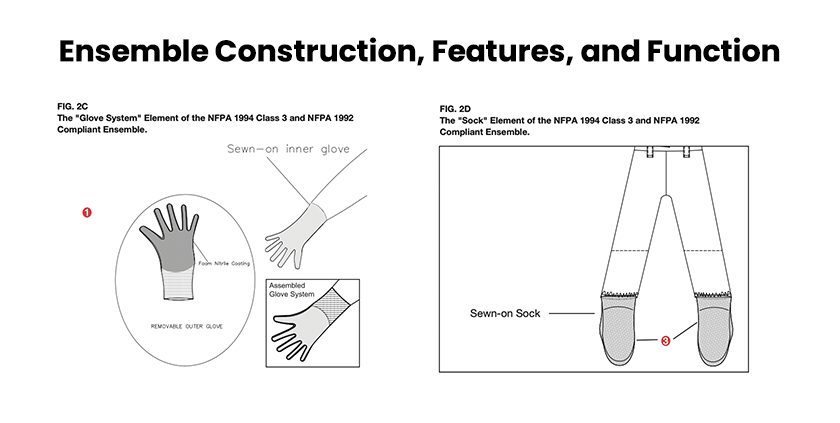 Ensemble Construction, Features, and Function
FIG. 2C
The "Glove System" Element of the NFPA 1994 Class 3 and NFPA 1992
Compliant Ensemble.
Sewn-on inner glove
1
Foam Nitrile Coating
REMOVABLE OUTER GLOVE
Assembled
Glove System
FIG. 2D
The "Sock" Element of the NFPA 1994 Class 3 and NFPA 1992
Compliant Ensemble.
Sewn-on Sock
3